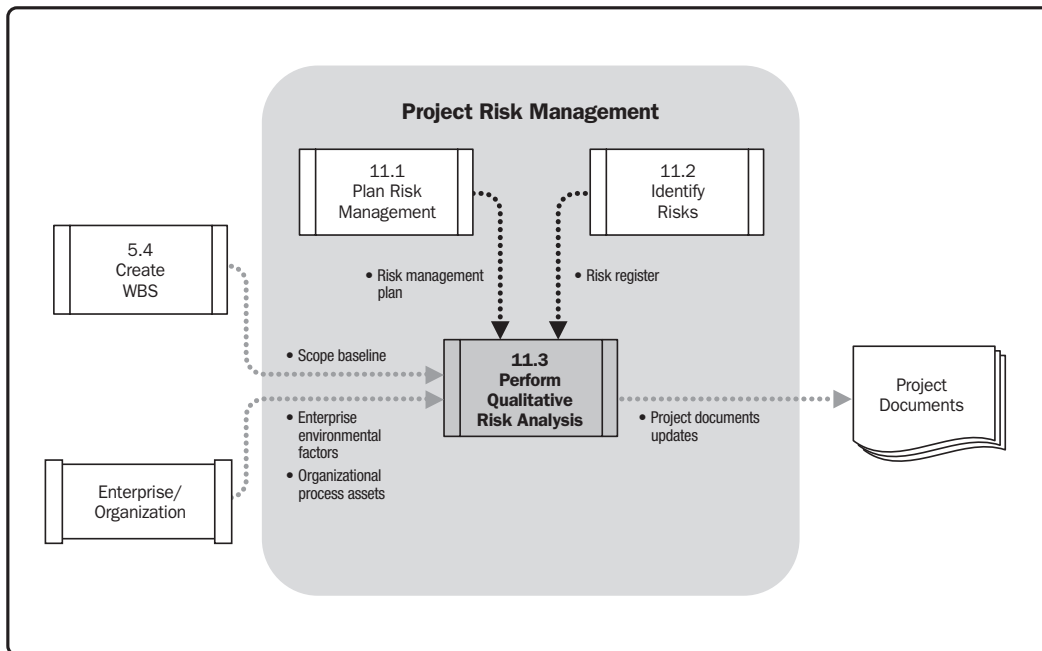 Project Risk Management
11.1
Plan Risk
Management
11.2
Identify
Risks
5.4
Create
WBS
• Risk management
plan
• Risk register
• Scope baseline
11.3
Perform
Qualitative
Risk Analysis
Project
Documents
• Enterprise
environmental
factors
• Organizational
process assets
• Project documents
updates
Enterprise/
Organization